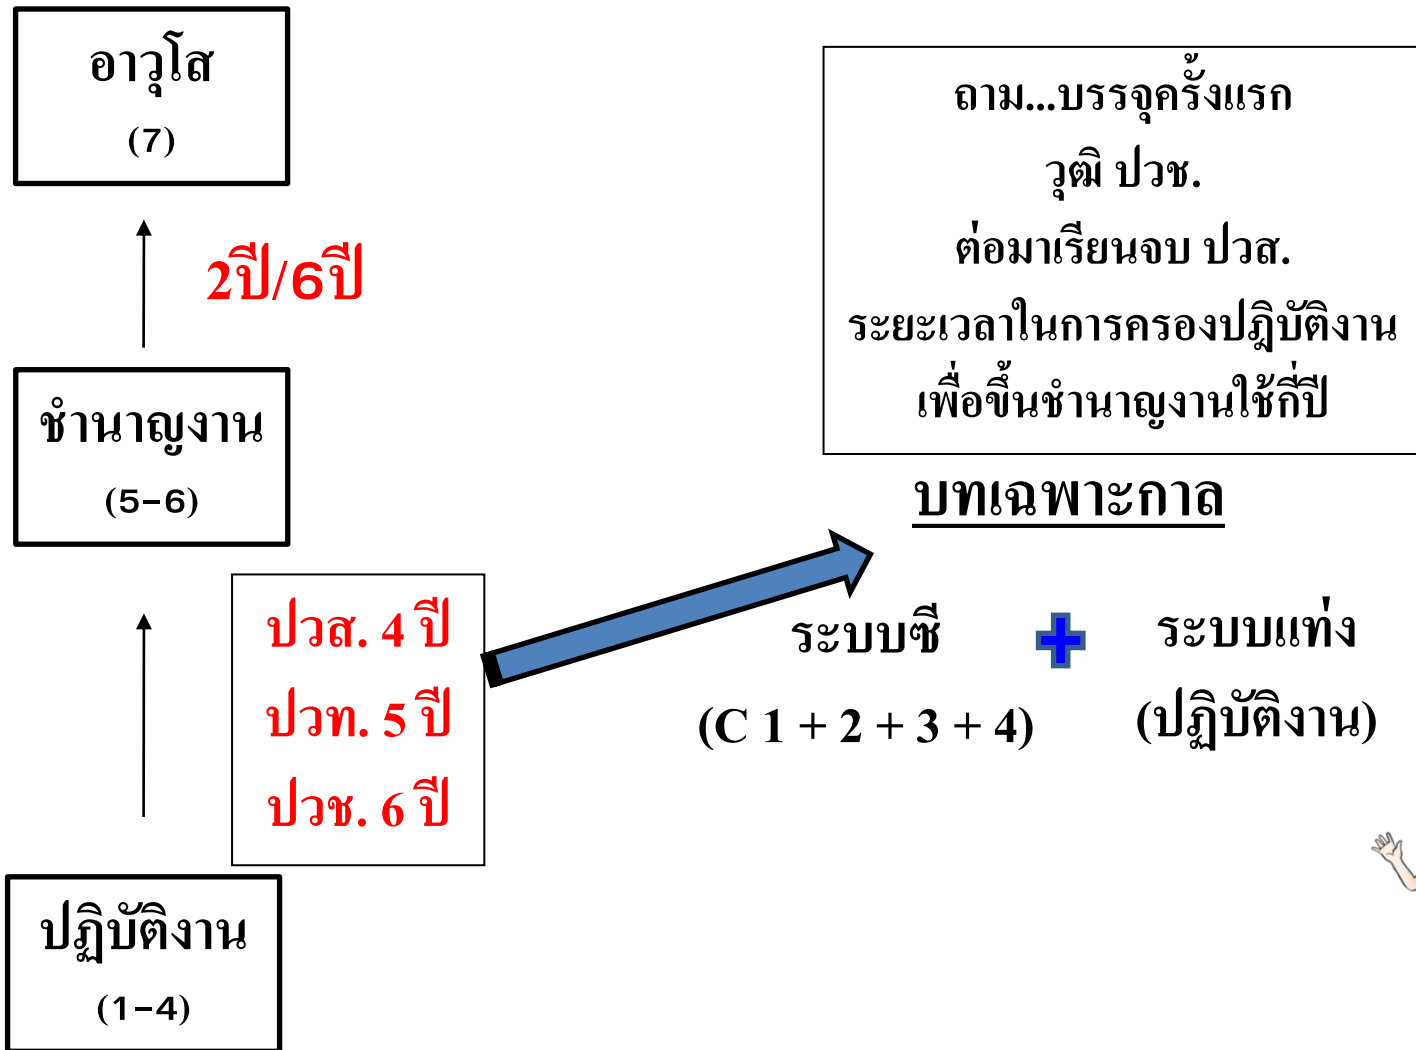 อาวุโส
(7)
2ปี/6ปี
ชำนาญงาน
(5-6)
ปวส. 4 ปี
ปวท. 5 ปี
ปวช. 6 ปี
ปฏิบัติงาน
(1-4)
ถาม...บรรจุครั้งแรก
วุฒิ ปวช.
ต่อมาเรียนจบ ปวส.
ระยะเวลาในการครองปฎิบัติงาน
เพื่อขึ้นชำนาญงานใช้กี่ปี
บทเฉพาะกาล
ระบบซี + ระบบแท่ง
(C 1 + 2 + 3 + 4) (ปฏิบัติงาน)